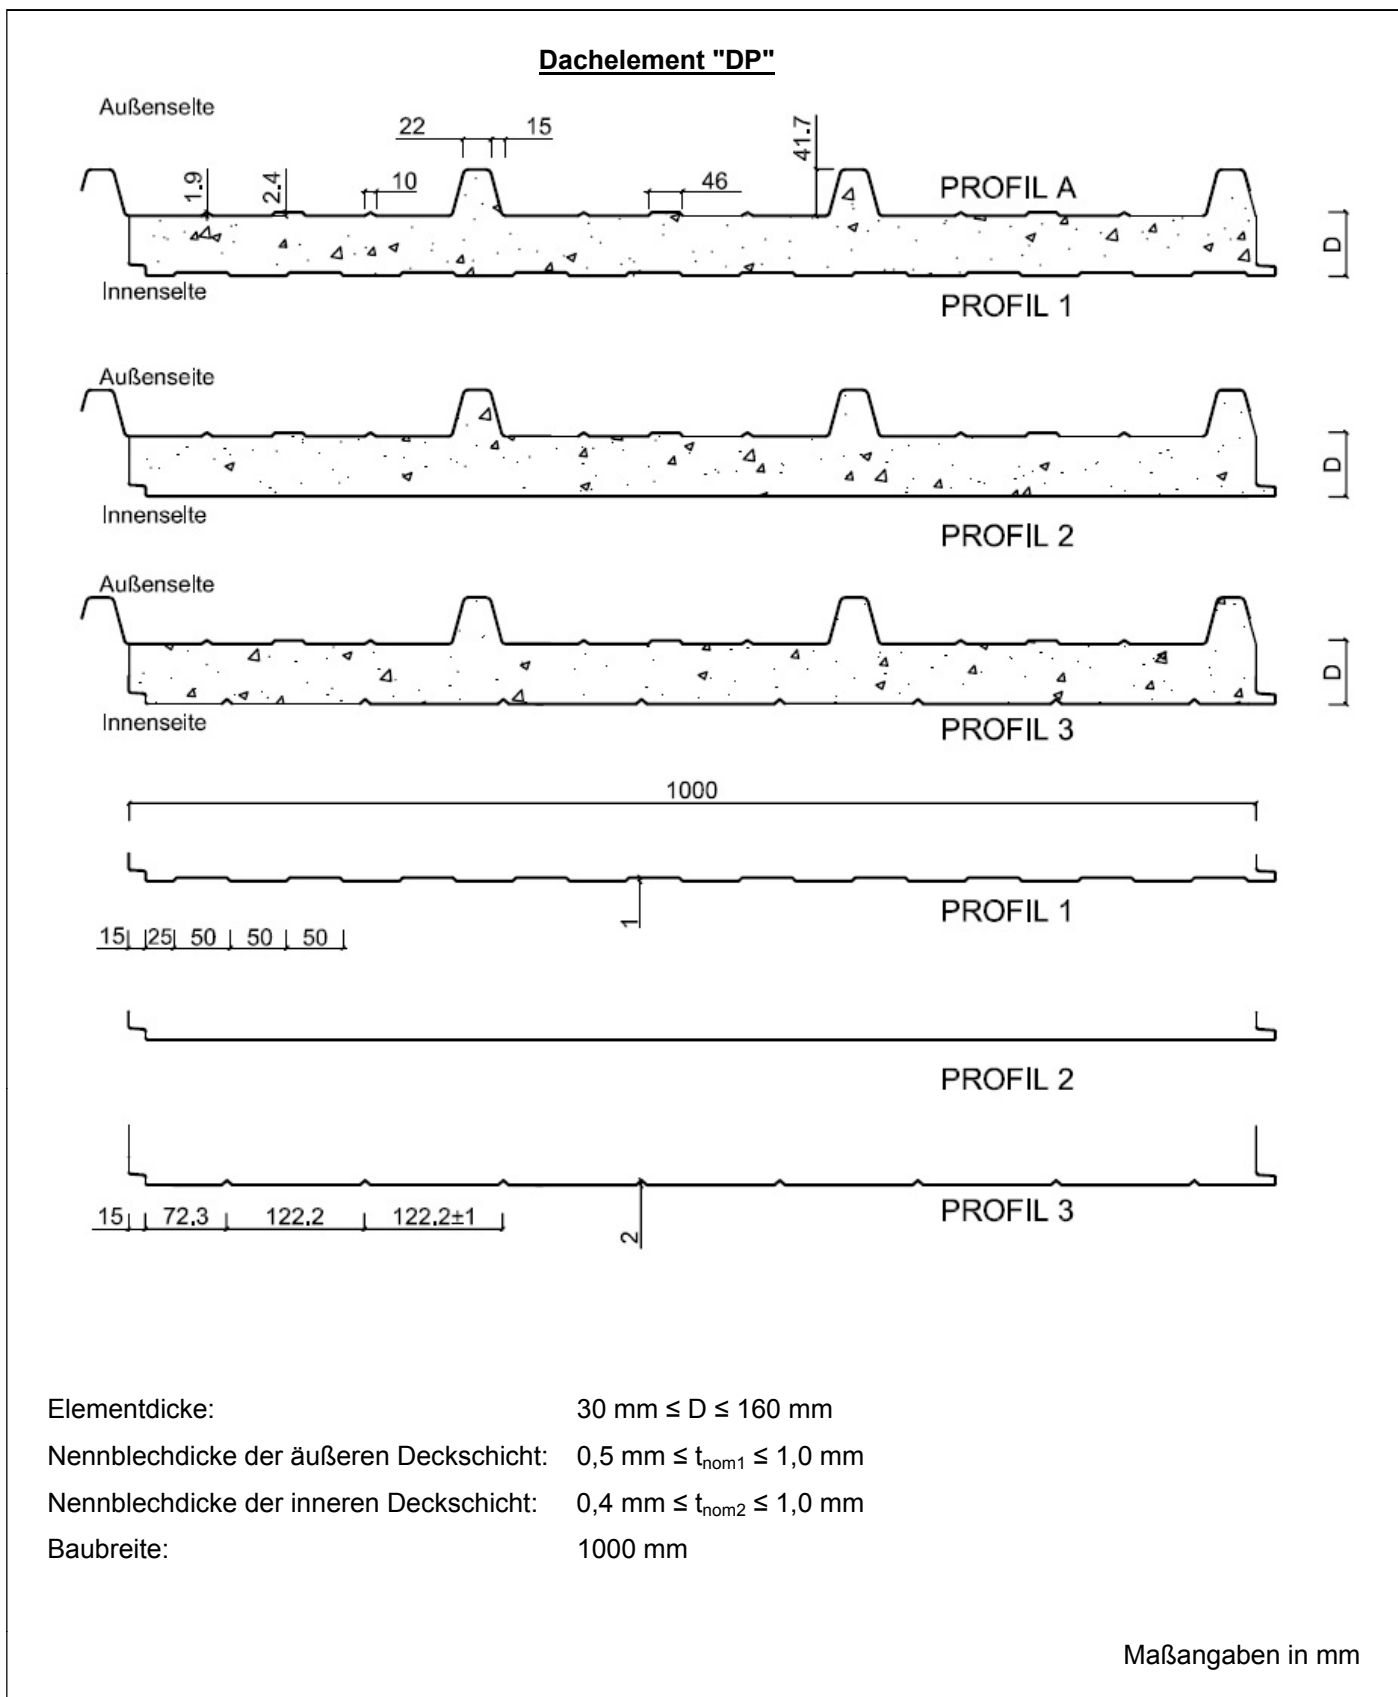 Dachelement "DP"
Außenseite
22 15
41.7
1.9
2.4
10
46
PROFIL A
D
Innenseite
PROFIL 1
Außenseite
D
Innenseite
PROFIL 2
Außenseite
D
Innenseite
PROFIL 3
1000
PROFIL 1
1
15 25 50 50 50
PROFIL 2
PROFIL 3
15 72.3 122.2 122.2±1
2
Elementdicke: 30 mm ≤ D ≤ 160 mm
Nennblechdicke der äußeren Deckschicht: 0,5 mm ≤ tnom1 ≤ 1,0 mm
Nennblechdicke der inneren Deckschicht: 0,4 mm ≤ tnom2 ≤ 1,0 mm
Baubreite: 1000 mm
Maßangaben in mm